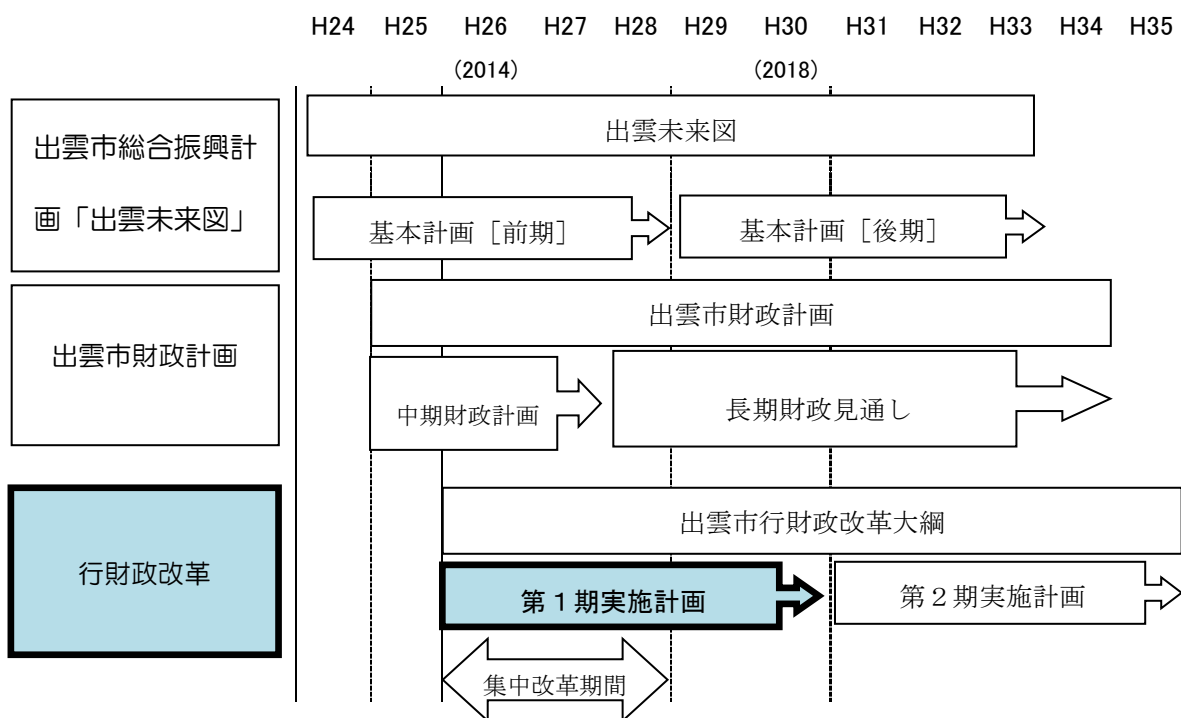 H24 H25 H26 H27 H28 H29 H30 H31 H32 H33 H34 H35
(2014) (2018)
出雲市総合振興計
画「出雲未来図」
出雲未来図
基本計画［前期］ 基本計画［後期］
出雲市財政計画
出雲市財政計画
中期財政計画 長期財政見通し
行財政改革
出雲市行財政改革大綱
第１期実施計画 第２期実施計画
集中改革期間